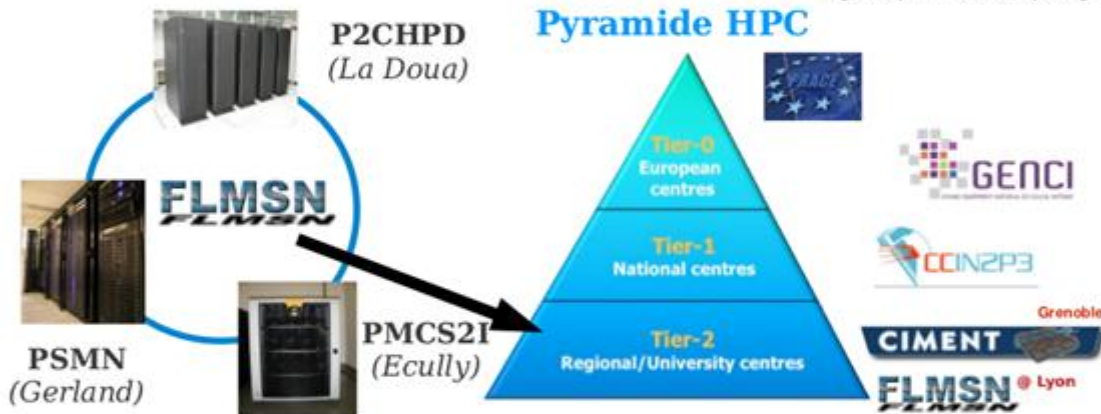 P2CHPD
(La Doua)
FLMSN
PSMN
(Gerland)
PMCS2I
(Ecully)
Pyramide HPC
PRACE
Tier-0
European
centres
Tier-1
National centres
Tier-2
Regional/University centres
GENCI
CCIN2P3
Grenoble
CIMENT
FLMSN @ Lyon